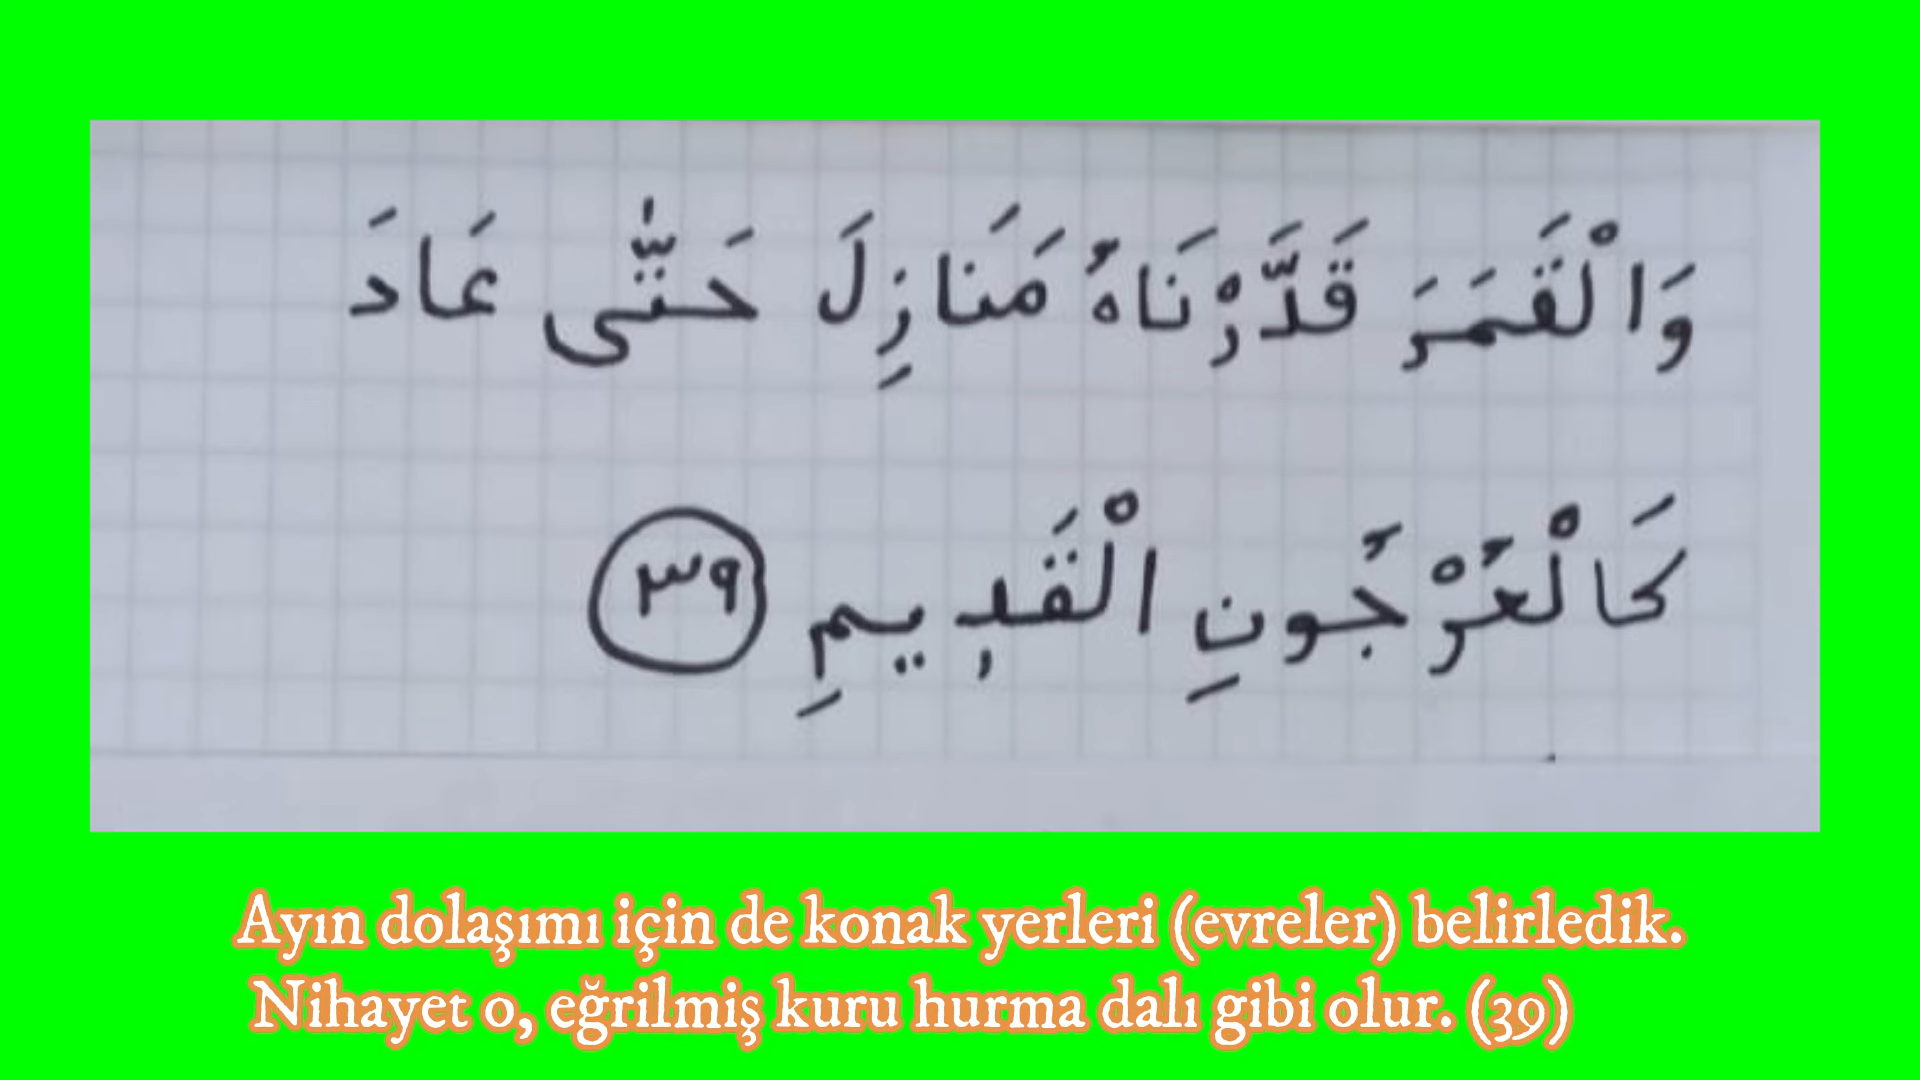 وَالْقَمَرَ قَدَّرْنَاهُ مَنَازِلَ حَتّٰى عَادَ
كَالْعُرْجُونِ الْقَدٖيمِ ﴿٣٩﴾
Ayın dolaşımı için de konak yerleri (evreler) belirledik.
Nihayet o, eğrilmiş kuru hurma dalı gibi olur. (39)